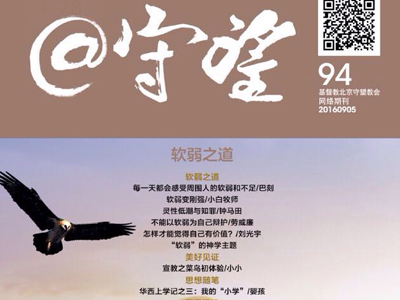 @守望
94
基督教北京守望教会
网络期刊
20160905
软弱之道
软弱之道
每一天都会感受周围人的软弱和不足/巴刻
软弱变刚强/小白牧师
灵性低潮与知罪/钟马田
不能以软弱为自己辩护/劳威廉
怎样才能觉得自己有价值？/刘光宇
“软弱”的神学主题
美好见证
宣教之菜鸟初体验/小小
思想随笔
华西上学记之三：我的“小学”/婴孩